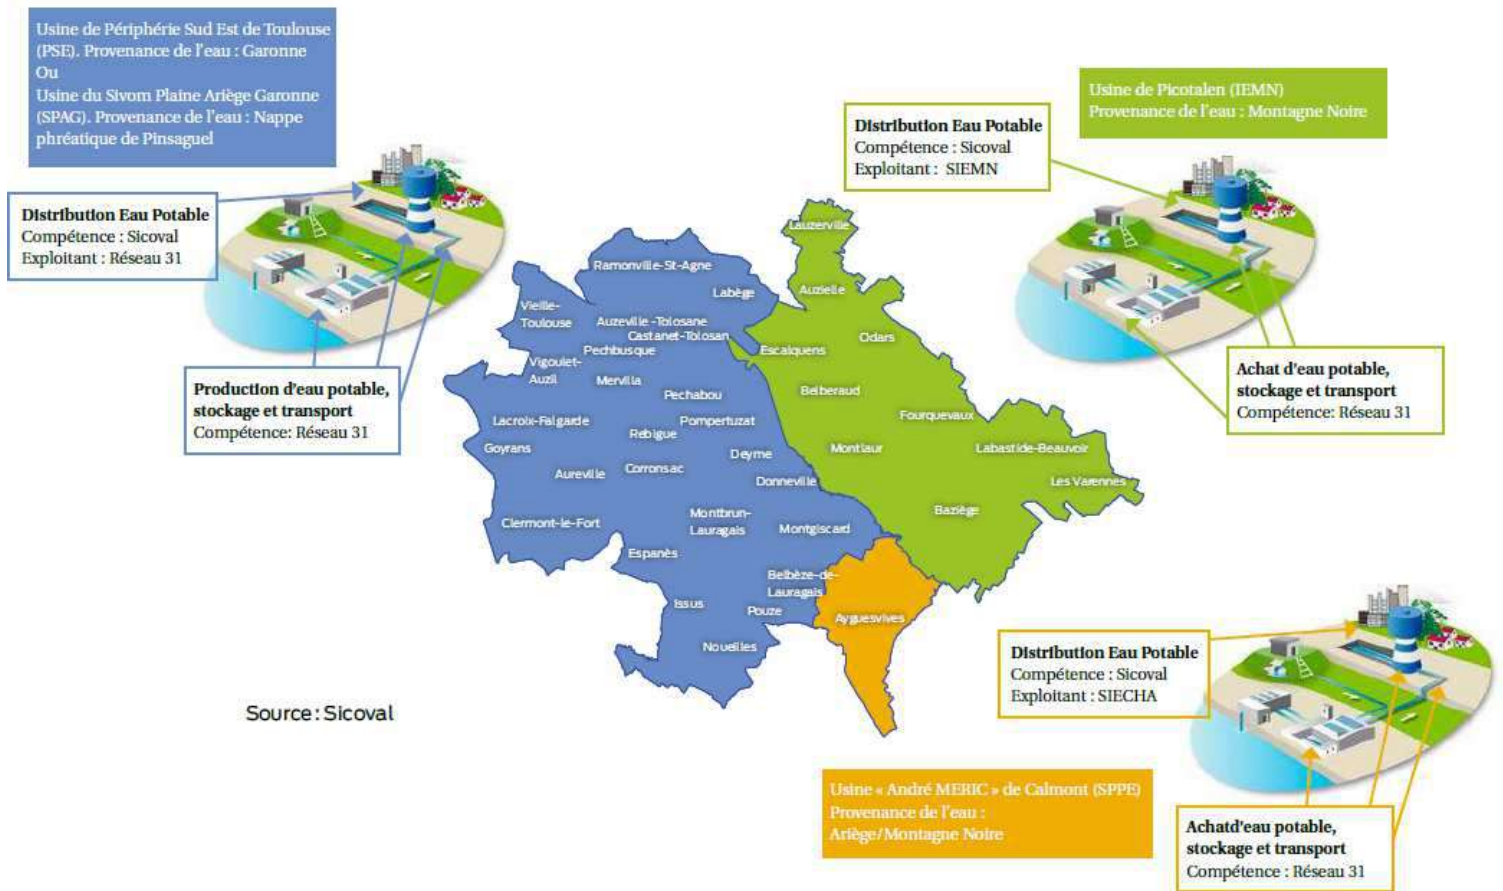 Usine de Périphérie Sud Est de Toulouse
(PSE). Provenance de l'eau : Garonne
Ou
Usine du Sivom Plaine Ariège Garonne
(SPAG). Provenance de l'eau : Nappe
phréatique de Pinsaguel
Distribution Eau Potable
Compétence : Sicoval
Exploitant : Réseau 31
Production d'eau potable,
stockage et transport
Compétence: Réseau 31
Distribution Eau Potable
Compétence : Sicoval
Exploitant : SIEMN
Usine de Picotalen (IEMN)
Provenance de l'eau : Montagne Noire
Achat d'eau potable,
stockage et transport
Compétence: Réseau 31
Lauzerville
Ramonville-St-Agne
Labège
Auzielle
Vieille-
Toulouse
Auzeville -Tolosane
Castanet-Tolosan
Odars
Pechbusque
Escalquens
Vigoulet-
Auzil
Mervilla
Pechabou
Belberaud
Lacroix-Falgarde
Pompertuzat
Fourquevaux
Rebigue
Goyrans
Deyme
Montlaur
Labastide-Beauvoir
Aureville
Corronsac
Donneville
Les Varennes
Baziège
Clermont-le-Fort
Montbrun-
Lauragais
Montgiscard
Espanès
Belbèze-de-
Lauragais
Issus
Pouze
Ayguesvives
Noueilles
Source : Sicoval
Distribution Eau Potable
Compétence : Sicoval
Exploitant : SIECHA
Usine « André MERIC » de Calmont (SPPE)
Provenance de l'eau :
Ariège/Montagne Noire
Achatd'eau potable,
stockage et transport
Compétence : Réseau 31